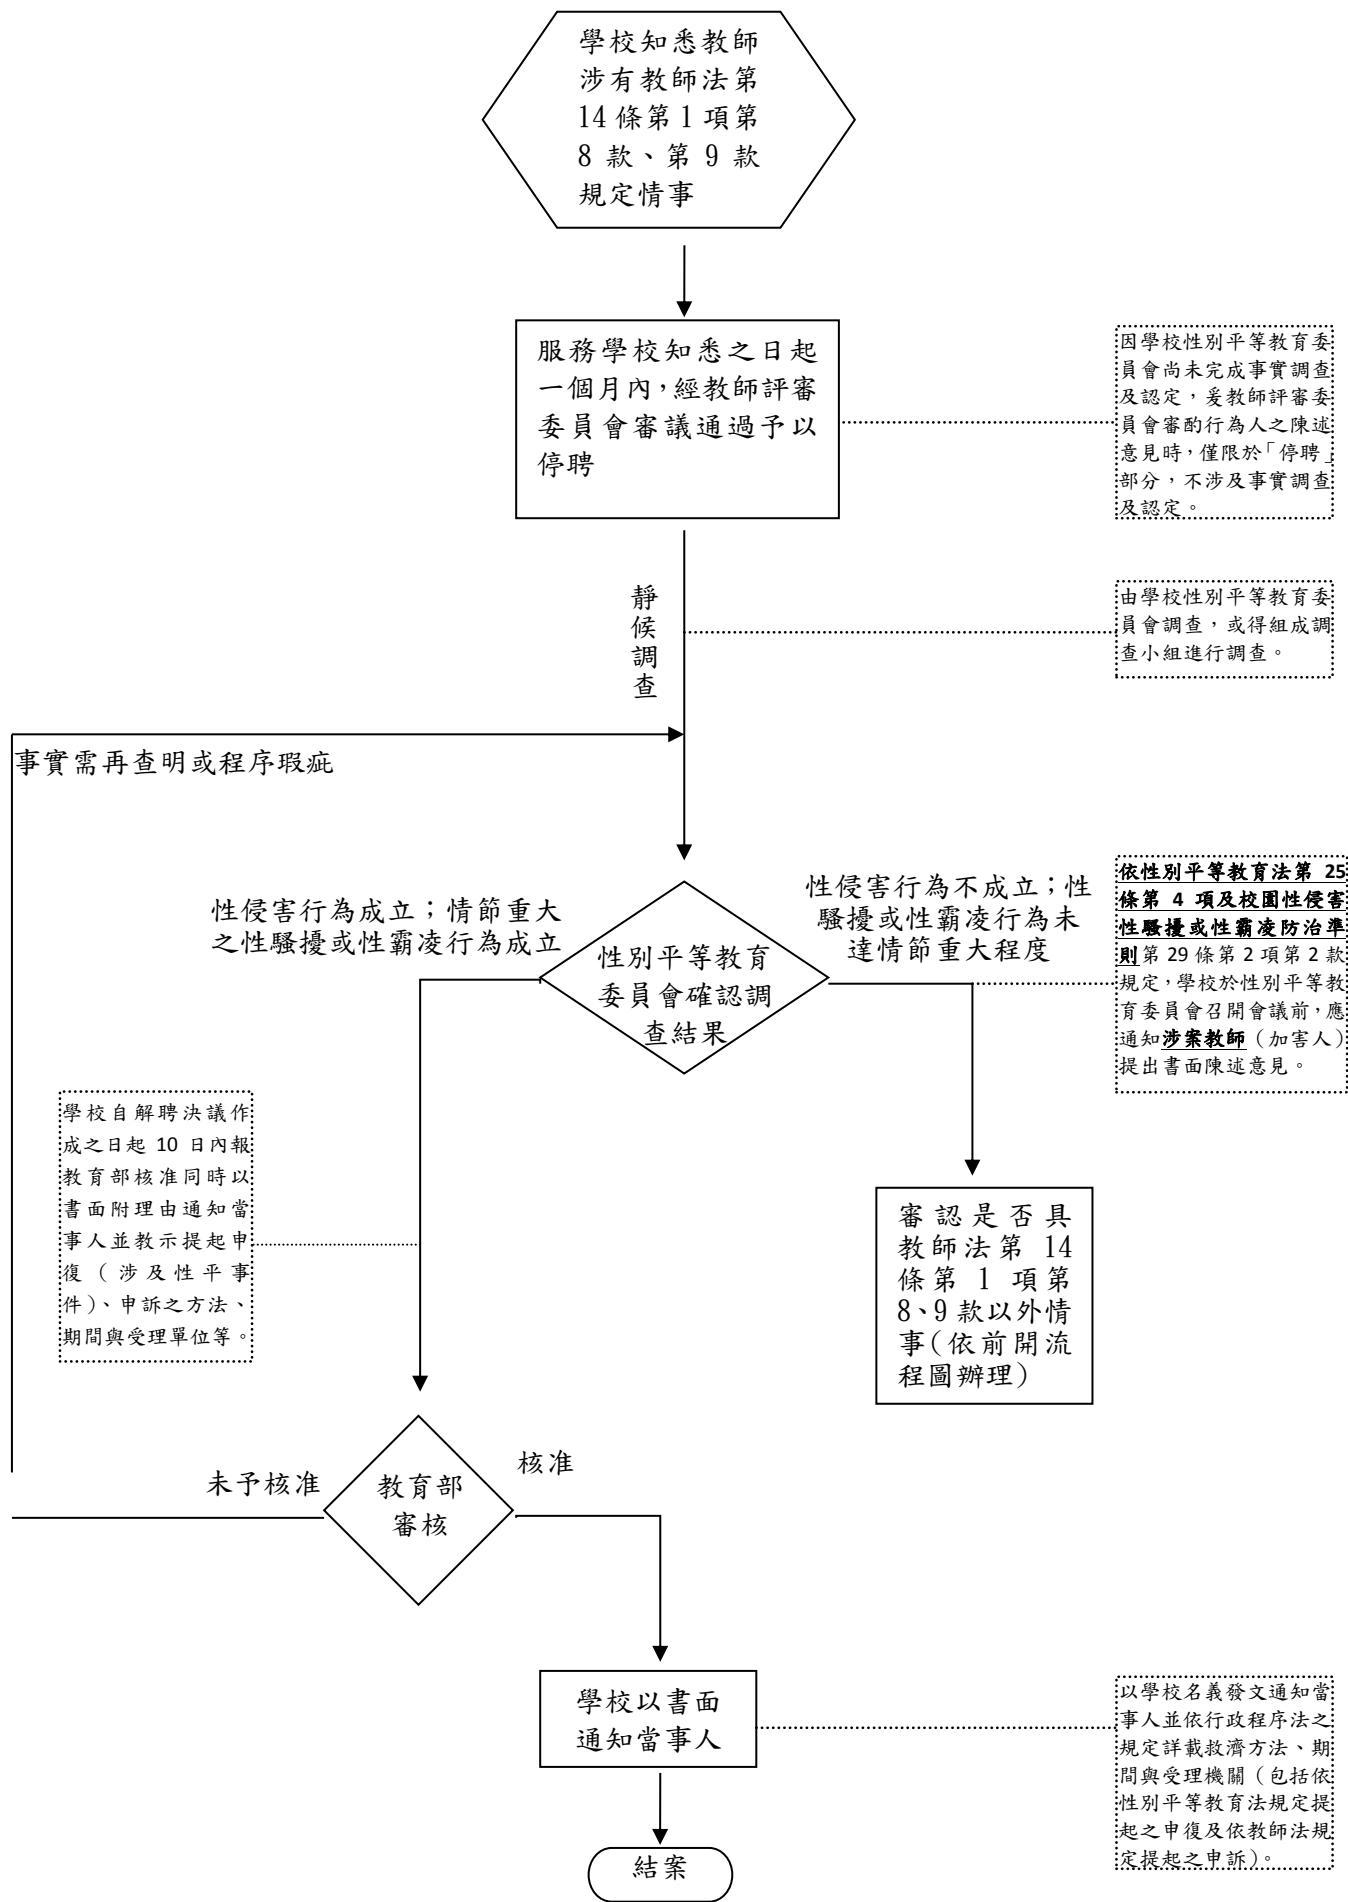 學校知悉教師
涉有教師法第
14條第1項第
8 款、第 9 款
規定情事
服務學校知悉之日起
一個月內,經教師評審
委員會審議通過予以
停聘
因學校性別平等教育委
員會尚未完成事實調查
及認定,爰教師評審委
員會審酌行為人之陳述
意見時,僅限於「停聘」
部分,不涉及事實調查
及認定。
靜
候
調
查
由學校性別平等教育委
員會調查,或得組成調
查小組進行調查。
事實需再查明或程序瑕疵
性侵害行為成立;情節重大
之性騷擾或性霸凌行為成立
性侵害行為不成立;性
騷擾或性霸凌行為未
達情節重大程度
性別平等教育
委員會確認調
查結果
依性別平等教育法第 25
條第 4 項及校園性侵害
性騷擾或性霸凌防治準
則第 29 條第 2 項第 2 款
規定,學校於性別平等教
育委員會召開會議前,應
通知涉案教師(加害人)
提出書面陳述意見。
學校自解聘決議作
成之日起 10 日內報
教育部核准同時以
書面附理由通知當
事人並教示提起申
復(涉及性平事
件)、申訴之方法、
期間與受理單位等。
審認是否具
教師法第 14
條第 1 項第
8、9 款以外情
事(依前開流
程圖辦理)
未予核准
教育部
審核
核准
學校以書面
通知當事人
以學校名義發文通知當
事人並依行政程序法之
規定詳載救濟方法、期
間與受理機關(包括依
性別平等教育法規定提
起之申復及依教師法規
定提起之申訴)。
結案